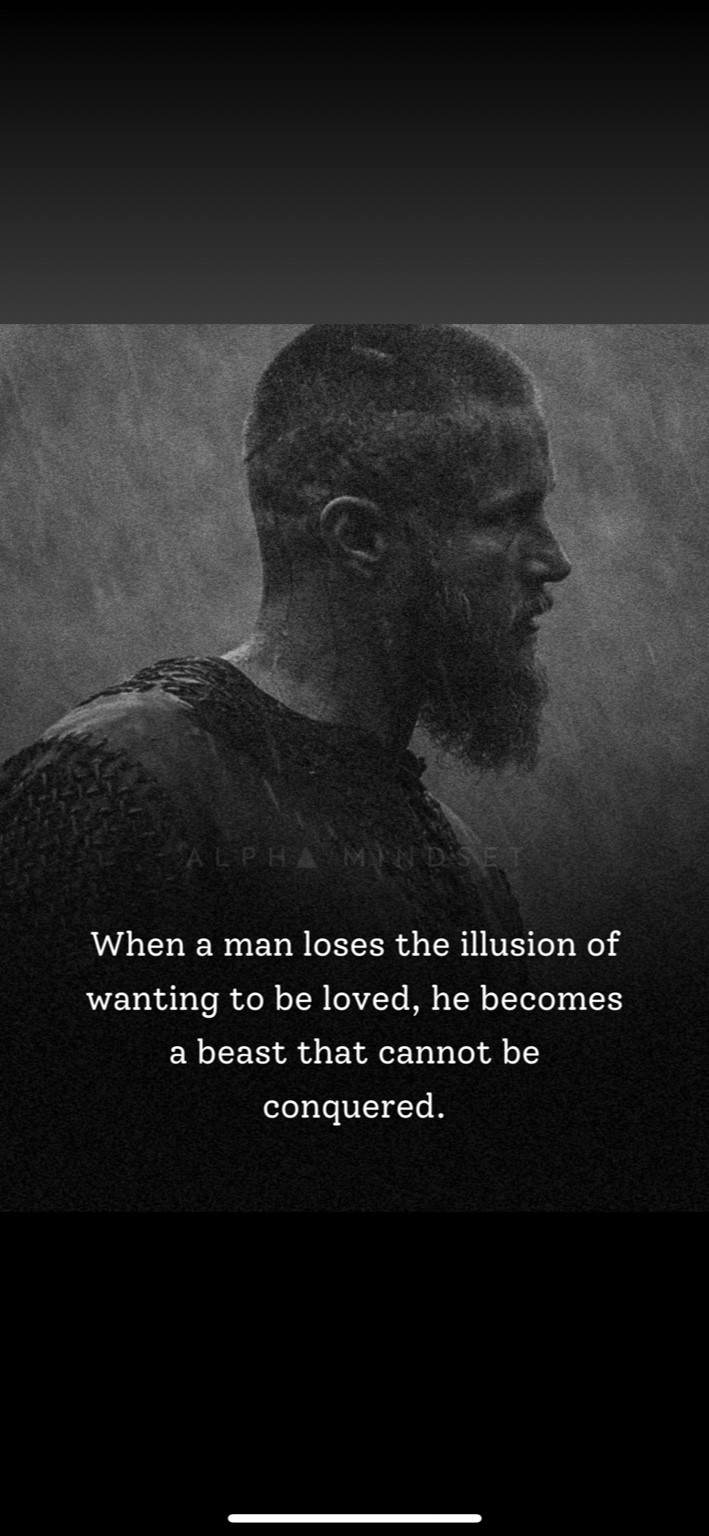 ALPHA MINDSET
When a man loses the illusion of
wanting to be loved, he becomes
a beast that cannot be
conquered.